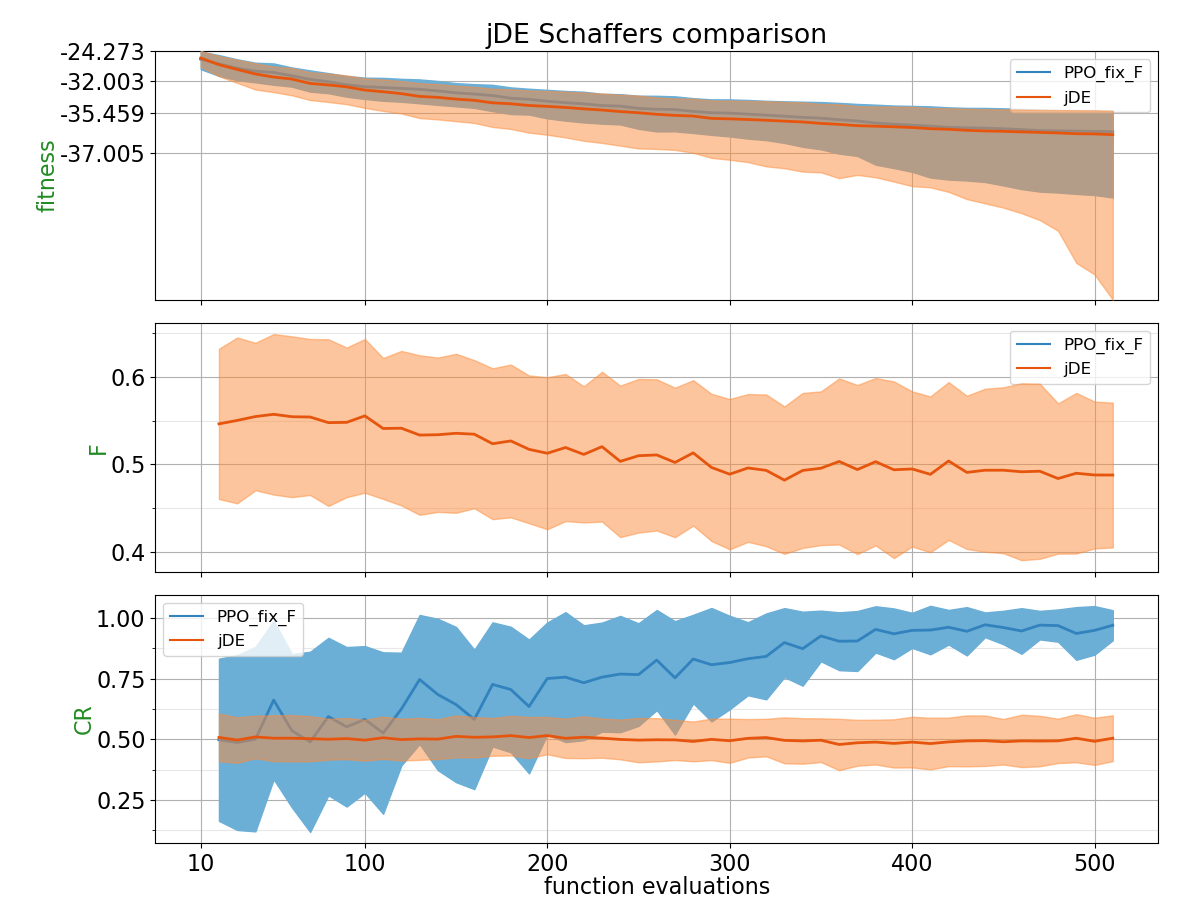 jDE Schaffers comparison
-24.273
-32.003
-35.459
-37.005
fitness
PPO_fix_F
jDE
0.6
0.5
0.4
F
PPO_fix_F
jDE
1.00
0.75
0.50
0.25
CR
PPO_fix_F
jDE
10 100 200 300 400 500
function evaluations